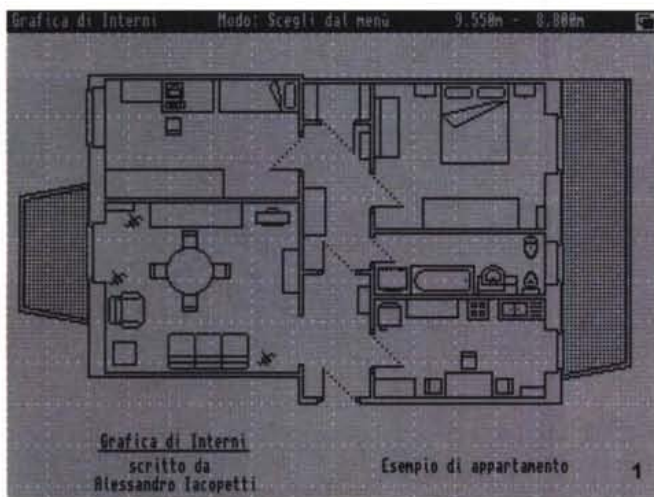 Grafica di Interni Modo: Scegli dal menù 9.550m - 8.800m
Grafica di Interni
scritto da
Alessandro Iacopetti
Esempio di appartamento 1